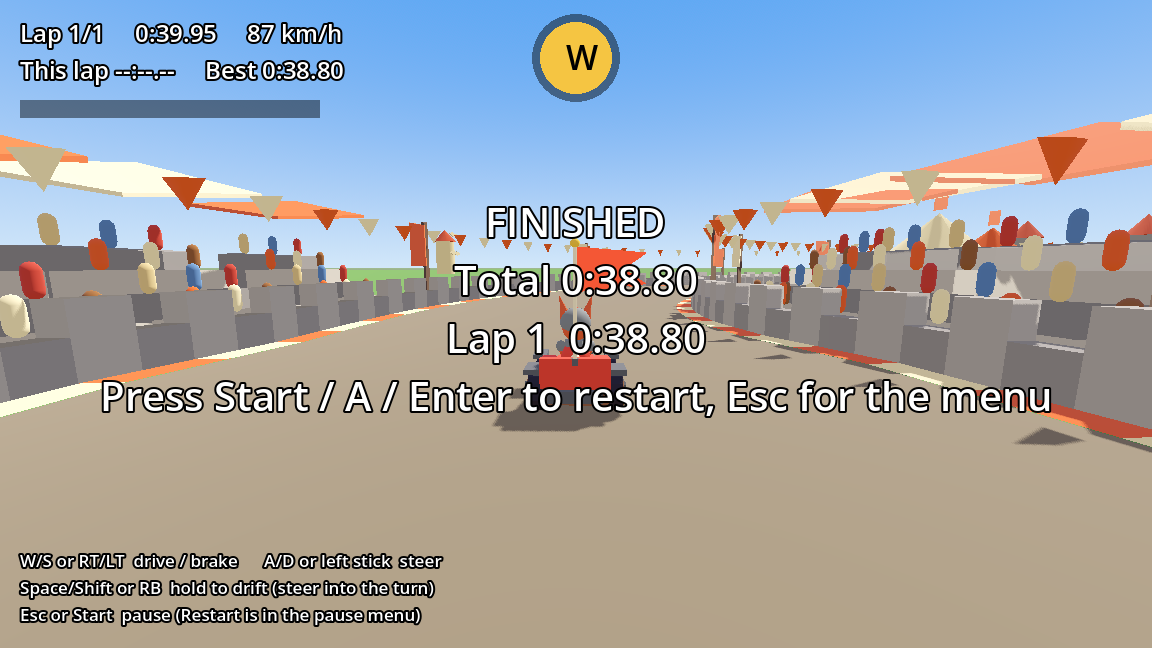 Lap 1/1 0:39.95 87 km/h
This lap --:--.-- Best 0:38.80
W
FINISHED
Total 0:38.80
Lap 1 0:38.80
Press Start / A / Enter to restart, Esc for the menu
W/S or RT/LT drive / brake A/D or left stick steer
Space/Shift or RB hold to drift (steer into the turn)
Esc or Start pause (Restart is in the pause menu)